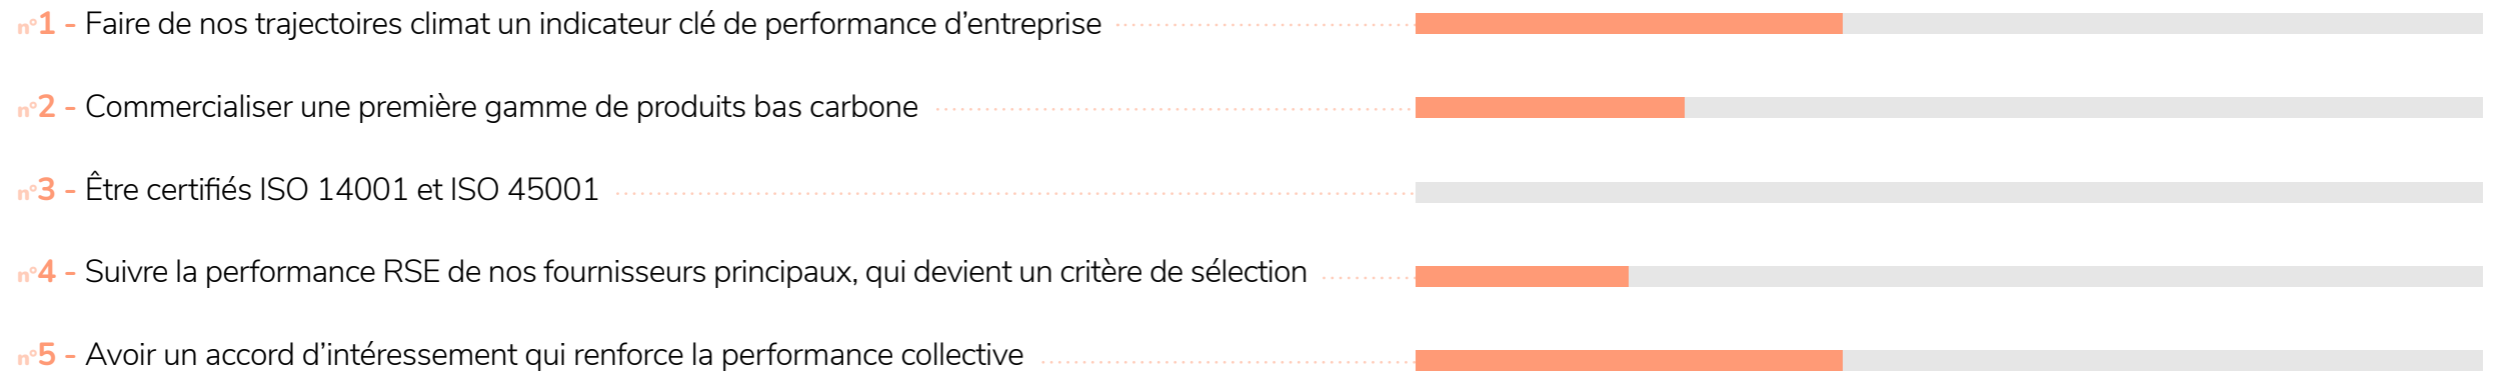 n°1 - Faire de nos trajectoires climat un indicateur clé de performance d’entreprise
n°2 - Commercialiser une première gamme de produits bas carbone
n°3 - Être certifiés ISO 14001 et ISO 45001
n°4 - Suivre la performance RSE de nos fournisseurs principaux, qui devient un critère de sélection
n°5 - Avoir un accord d’intéressement qui renforce la performance collective